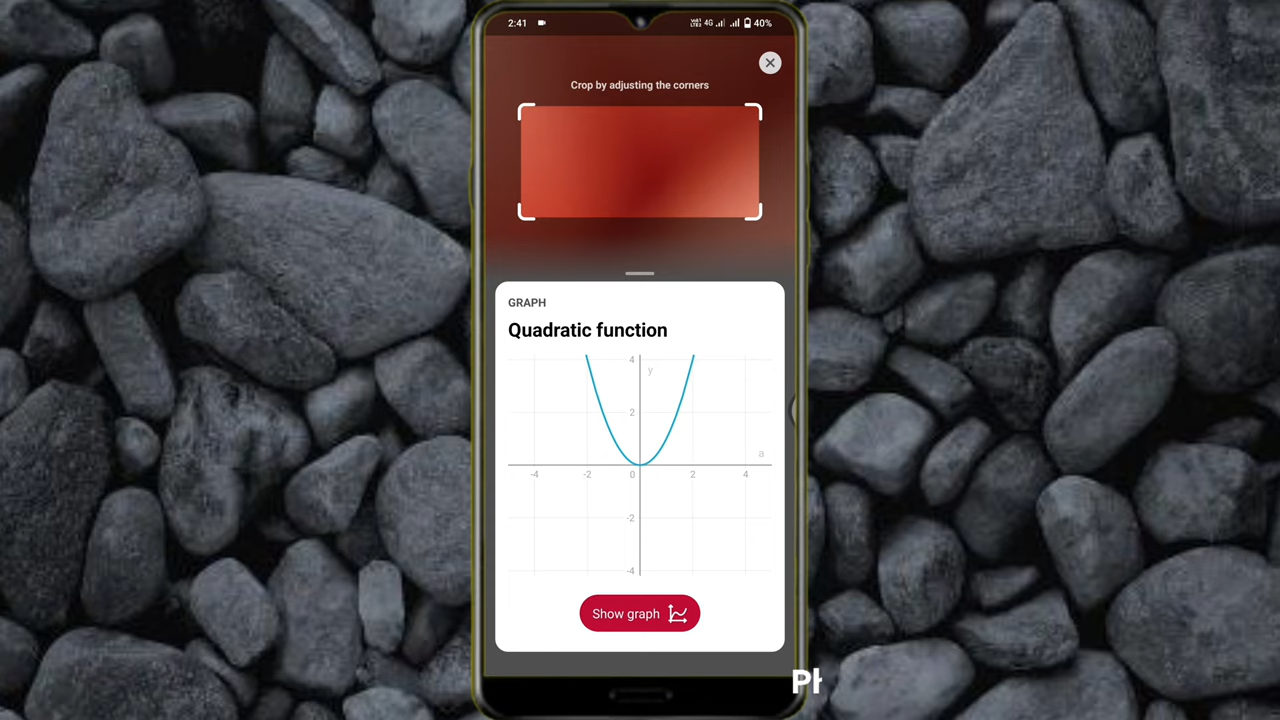 2:41
4G
40%
Crop by adjusting the corners
GRAPH
Quadratic function
4
y
2
a
-4
-2
0
2
4
-2
-4
Show graph